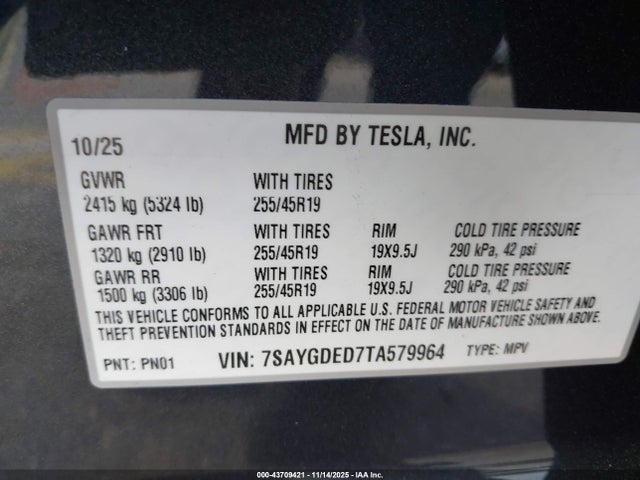 10/25 MFD BY TESLA, INC.
GVWR WITH TIRES
2415 kg (5324 lb) 255/45R19
GAWR FRT WITH TIRES RIM COLD TIRE PRESSURE
1320 kg (2910 lb) 255/45R19 19X9.5J 290 kPa, 42 psi
GAWR RR WITH TIRES RIM COLD TIRE PRESSURE
1500 kg (3306 lb) 255/45R19 19X9.5J 290 kPa, 42 psi
THIS VEHICLE CONFORMS TO ALL APPLICABLE U.S. FEDERAL MOTOR VEHICLE SAFETY AND
THEFT PREVENTION STANDARDS IN EFFECT ON THE DATE OF MANUFACTURE SHOWN ABOVE.
PNT: PN01 VIN: 7SAYGDED7TA579964 TYPE: MPV
000-43709421 - 11/14/2025 - IAA Inc.